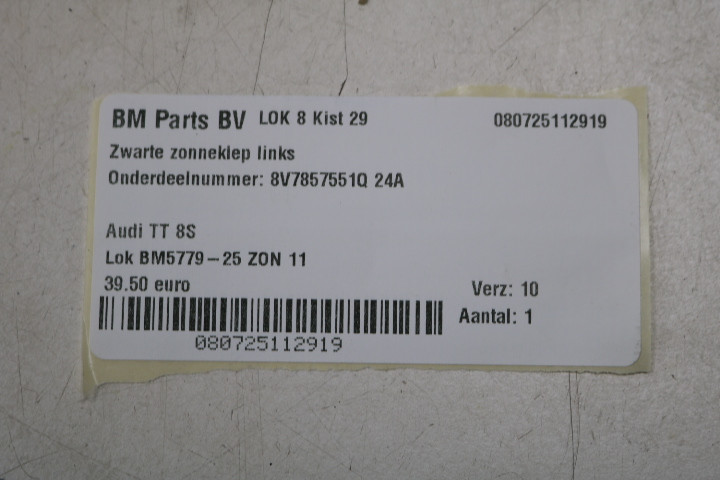 BM Parts BV LOK 8 Kist 29 080725112919
Zwarte zonneklep links
Onderdeelnummer: 8V7857551Q 24A
Audi TT 8S
Lok BM5779-25 ZON 11
39.50 euro Verz: 10
Aantal: 1
080725112919